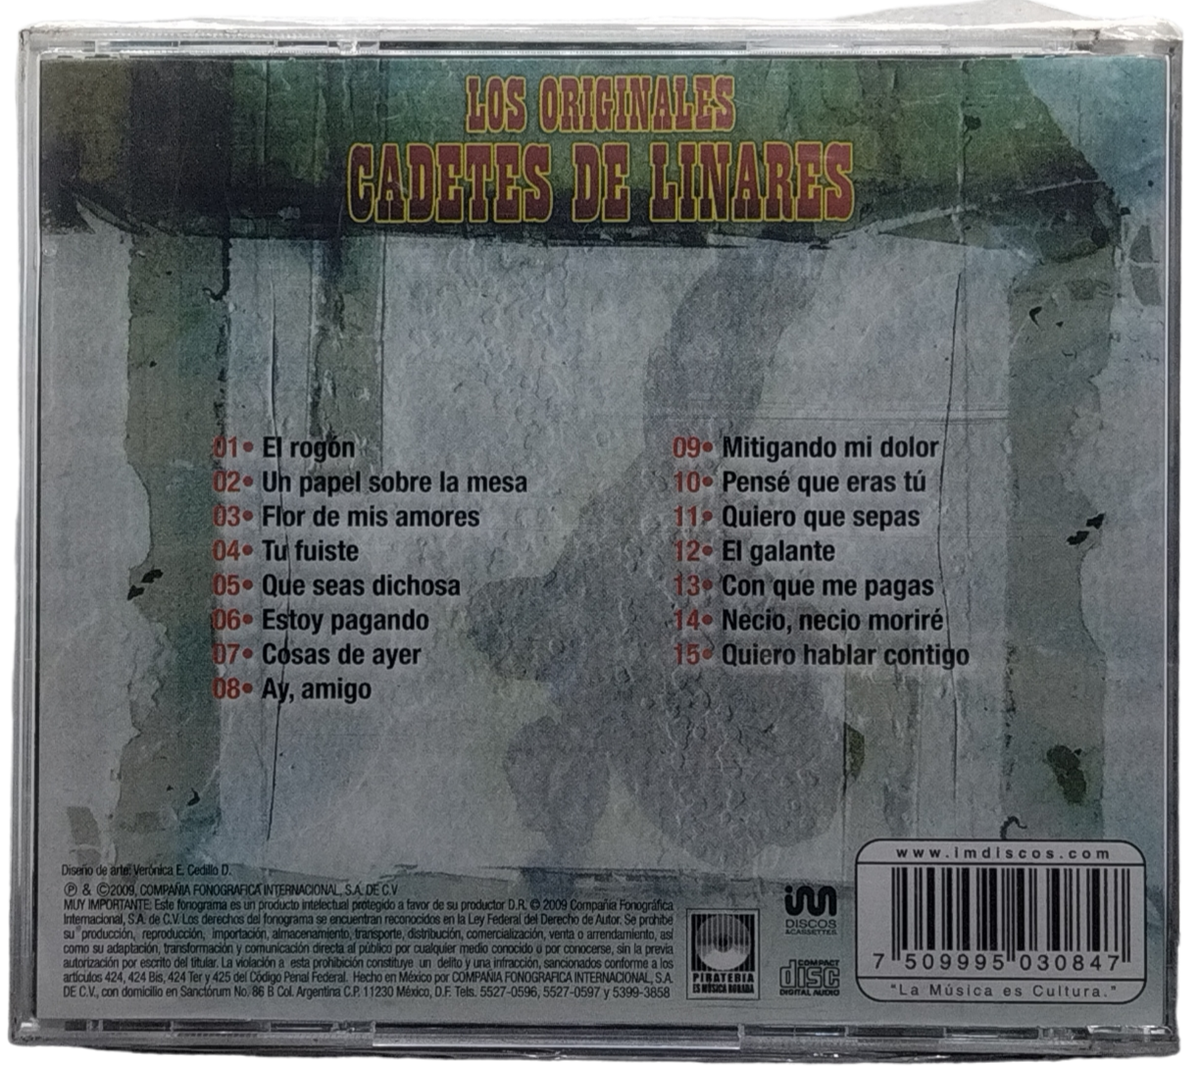 LOS ORIGINALES
CADETES DE LINARES
01• El rogón
02• Un papel sobre la mesa
03• Flor de mis amores
04• Tu fuiste
05• Que seas dichosa
06• Estoy pagando
07• Cosas de ayer
08• Ay, amigo
09• Mitigando mi dolor
10• Pensé que eras tú
11• Quiero que sepas
12• El galante
13• Con que me pagas
14• Necio, necio moriré
15• Quiero hablar contigo
Diseño de arte: Verónica E. Cedillo D.
℗ & ©2009, COMPAÑIA FONOGRAFICA INTERNACIONAL, S.A. DE C.V
MUY IMPORTANTE: Este fonograma es un producto intelectual protegido a favor de su productor D.R. © 2009 Compañía Fonográfica
Internacional, S.A. de C.V. Los derechos del fonograma se encuentran reconocidos en la Ley Federal del Derecho de Autor. Se prohibe
su producción, reproducción, importación, almacenamiento, transporte, distribución, comercialización, venta o arrendamiento, así
como su adaptación, transformación y comunicación directa al público por cualquier medio conocido o por conocerse, sin la previa
autorización por escrito del titular. La violación a esta prohibición constituye un delito y una infracción, sancionados conforme a los
artículos 424, 424 Bis, 424 Ter y 425 del Código Penal Federal. Hecho en México por COMPAÑIA FONOGRAFICA INTERNACIONAL, S.A.
DE C.V., con domicilio en Sanctórum No. 86 B Col. Argentina C.P. 11230 México, D.F. Tels. 5527-0596, 5527-0597 y 5399-3858
PIRATERIA
ES MUSICA ROBADA
im
DISCOS
&CASSETTES
COMPACT
disc
DIGITAL AUDIO
www.imdiscos.com
7 509995 030847
"La Música es Cultura."